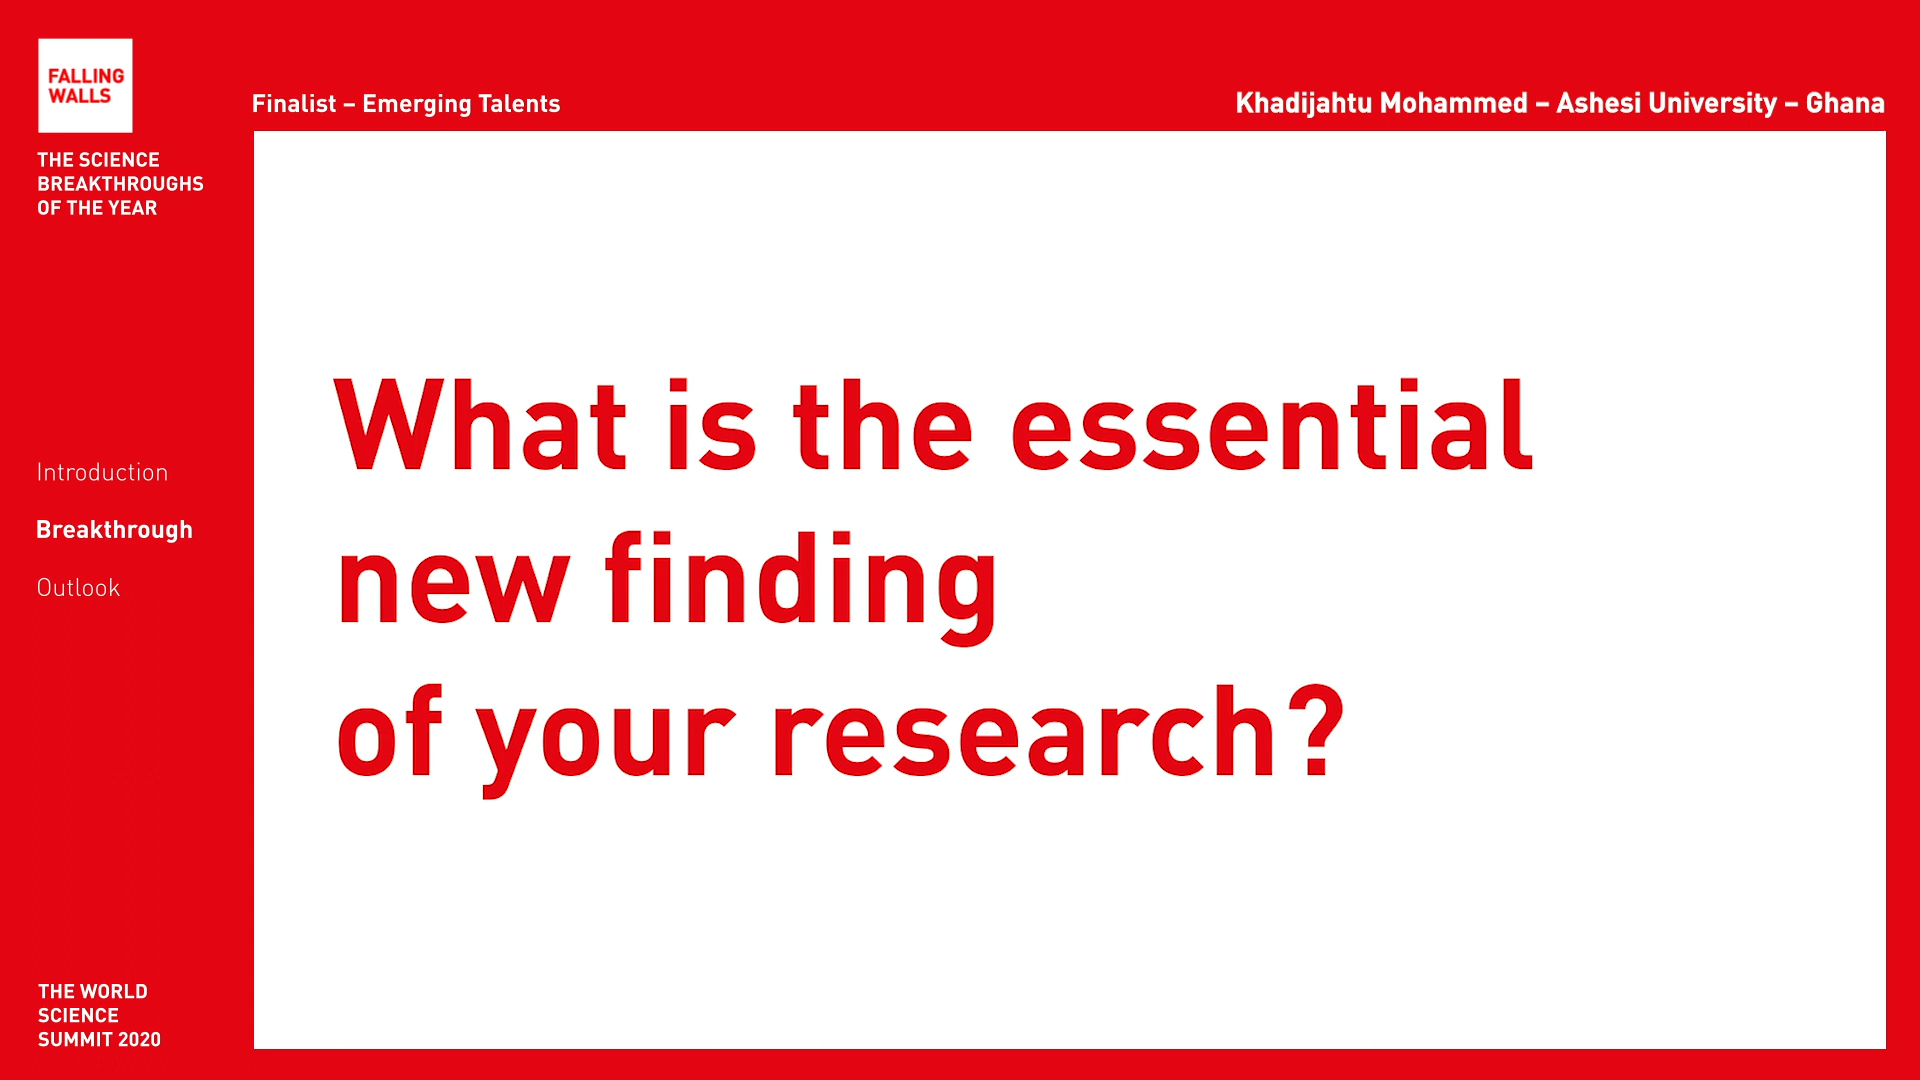 FALLING
WALLS
THE SCIENCE
BREAKTHROUGHS
OF THE YEAR
Finalist – Emerging Talents
Khadijahtu Mohammed – Ashesi University – Ghana
Introduction
Breakthrough
Outlook
What is the essential
new finding
of your research?
THE WORLD
SCIENCE
SUMMIT 2020